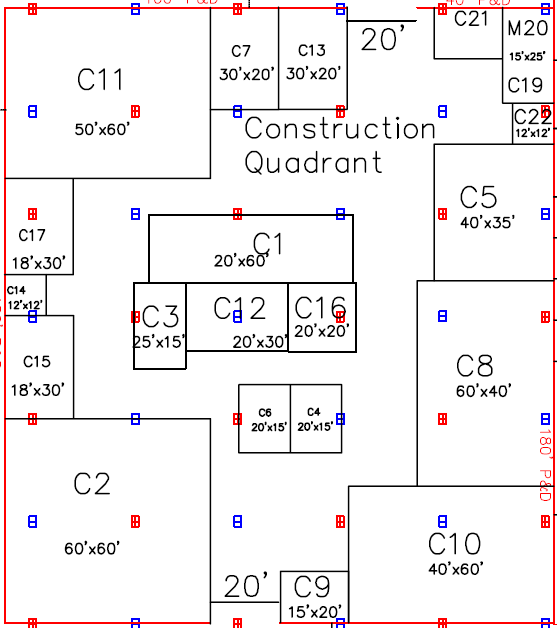 C21
M20
15'x25'
C19
20'
C7
30'x20'
C13
30'x20'
C11
50'x60'
C22
12'x12'
Construction
Quadrant
C5
40'x35'
C17
18'x30'
C1
20'x60'
C14
12'x12'
C3
25'x15'
C12
20'x30'
C16
20'x20'
C15
18'x30'
C8
60'x40'
C6
20'x15'
C4
20'x15'
180' P&D
C2
60'x60'
C10
40'x60'
20'
C9
15'x20'